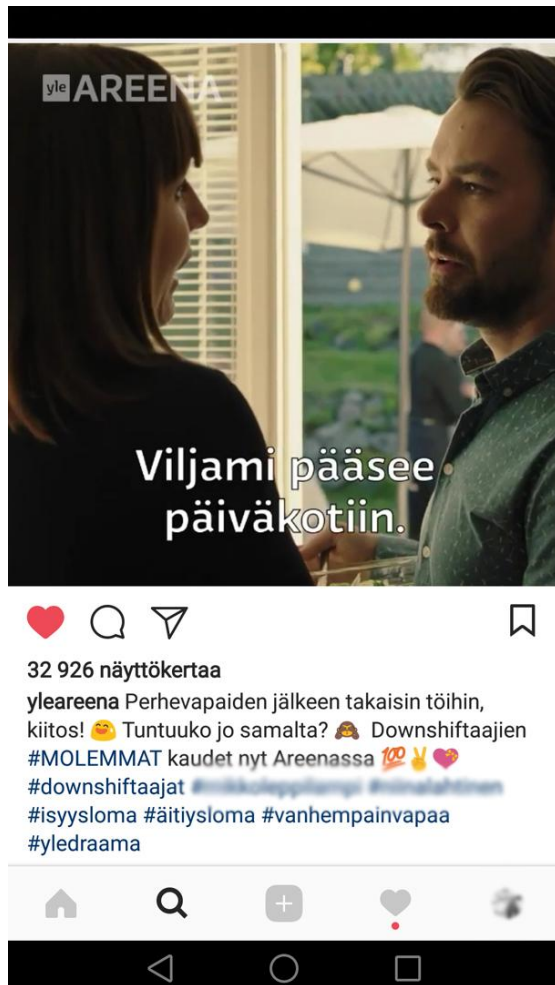 yle AREENA
Viljami pääsee
päiväkotiin.
32 926 näyttökertaa
yleareena Perhevapaiden jälkeen takaisin töihin,
kiitos! 😊 Tuntuuko jo samalta? 🙈 Downshiftaajien
#MOLEMMAT kaudet nyt Areenassa 💯✌💝
#downshiftaajat
#isyysloma #äitiysloma #vanhempainvapaa
#yledraama